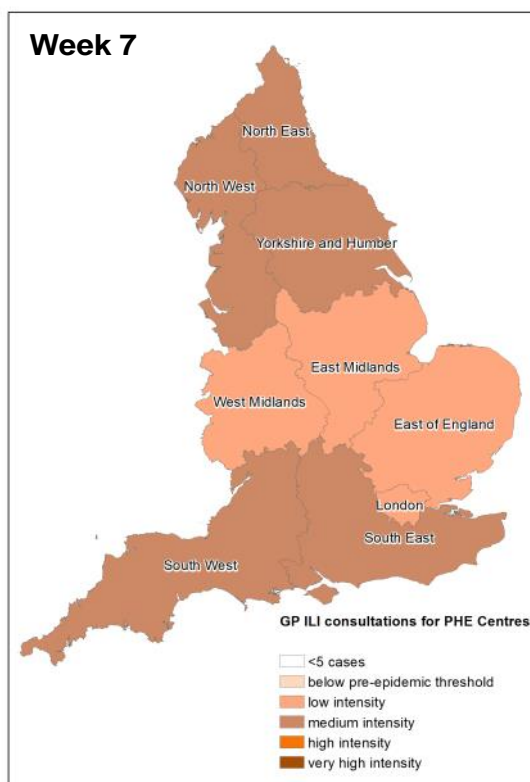 Week 7
North East
North West
Yorkshire and Humber
East Midlands
West Midlands
East of England
London
South East
South West
GP ILI consultations for PHE Centres
<5 cases
below pre-epidemic threshold
low intensity
medium intensity
high intensity
very high intensity